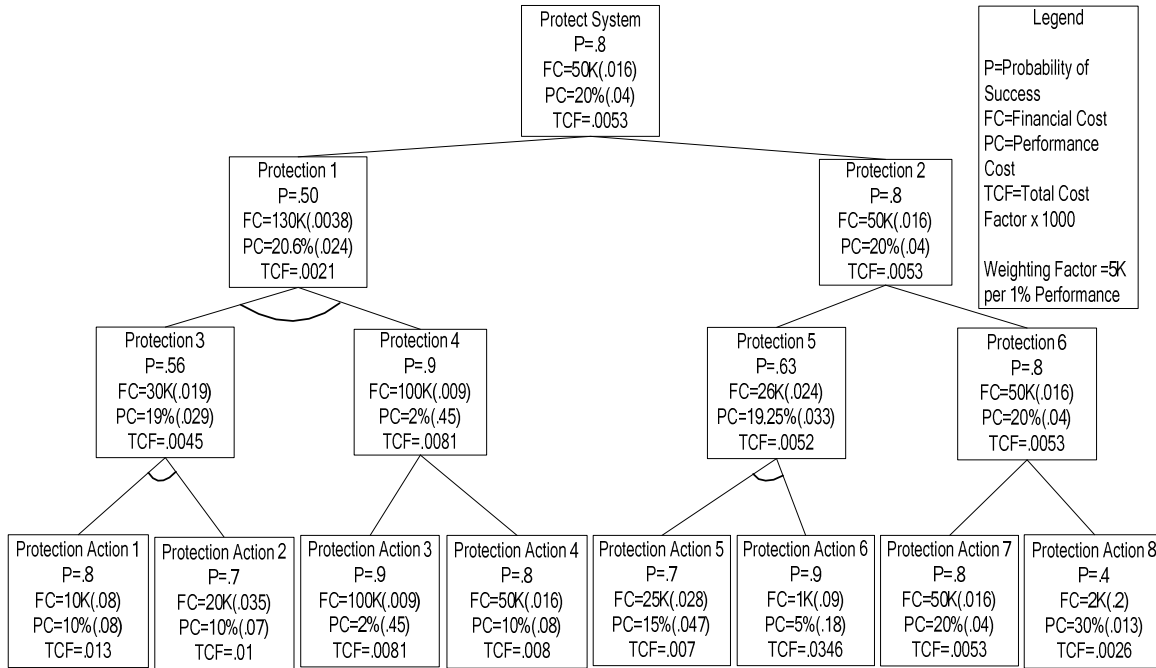 Protect System
P=.8
FC=50K(.016)
PC=20%(.04)
TCF=.0053
Legend
P=Probability of
Success
FC=Financial Cost
PC=Performance
Cost
TCF=Total Cost
Factor x 1000
Weighting Factor =5K
per 1% Performance
Protection 1
P=.50
FC=130K(.0038)
PC=20.6%(.024)
TCF=.0021
Protection 2
P=.8
FC=50K(.016)
PC=20%(.04)
TCF=.0053
Protection 3
P=.56
FC=30K(.019)
PC=19%(.029)
TCF=.0045
Protection 4
P=.9
FC=100K(.009)
PC=2%(.45)
TCF=.0081
Protection 5
P=.63
FC=26K(.024)
PC=19.25%(.033)
TCF=.0052
Protection 6
P=.8
FC=50K(.016)
PC=20%(.04)
TCF=.0053
Protection Action 1
P=.8
FC=10K(.08)
PC=10%(.08)
TCF=.013
Protection Action 2
P=.7
FC=20K(.035)
PC=10%(.07)
TCF=.01
Protection Action 3
P=.9
FC=100K(.009)
PC=2%(.45)
TCF=.0081
Protection Action 4
P=.8
FC=50K(.016)
PC=10%(.08)
TCF=.008
Protection Action 5
P=.7
FC=25K(.028)
PC=15%(.047)
TCF=.007
Protection Action 6
P=.9
FC=1K(.09)
PC=5%(.18)
TCF=.0346
Protection Action 7
P=.8
FC=50K(.016)
PC=20%(.04)
TCF=.0053
Protection Action 8
P=.4
FC=2K(.2)
PC=30%(.013)
TCF=.0026